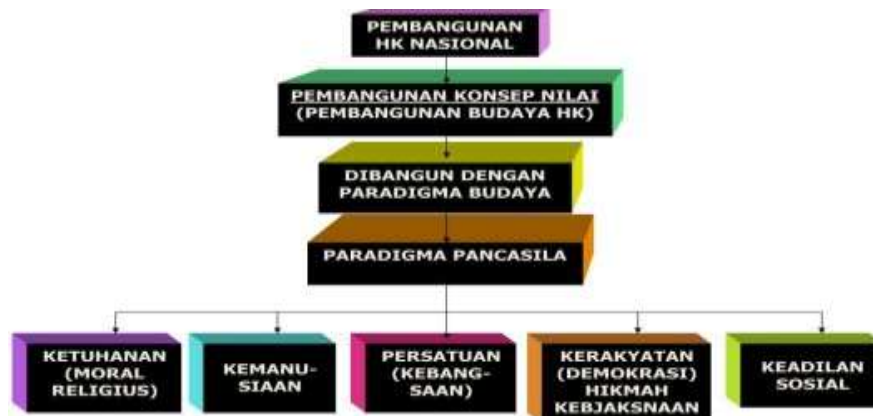 PEMBANGUNAN
HK NASIONAL
PEMBANGUNAN KONSEP NILAI
(PEMBANGUNAN BUDAYA HK)
DIBANGUN DENGAN
PARADIGMA BUDAYA
PARADIGMA PANCASILA
KETUHANAN
(MORAL
RELIGIUS)
KEMANU-
SIAAN
PERSATUAN
(KEBANG-
SAAN)
KERAKYATAN
(DEMOKRASI)
HIKMAH
KEBJAKSNAAN
KEADILAN
SOSIAL